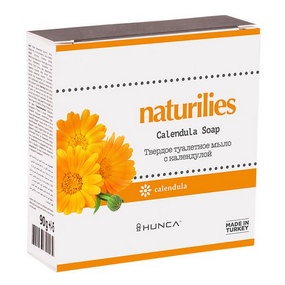 naturilies
Calendula Soap
Твердое туалетное мыло
с календулой
calendula
HUNCA
MADE IN
TURKEY
90g